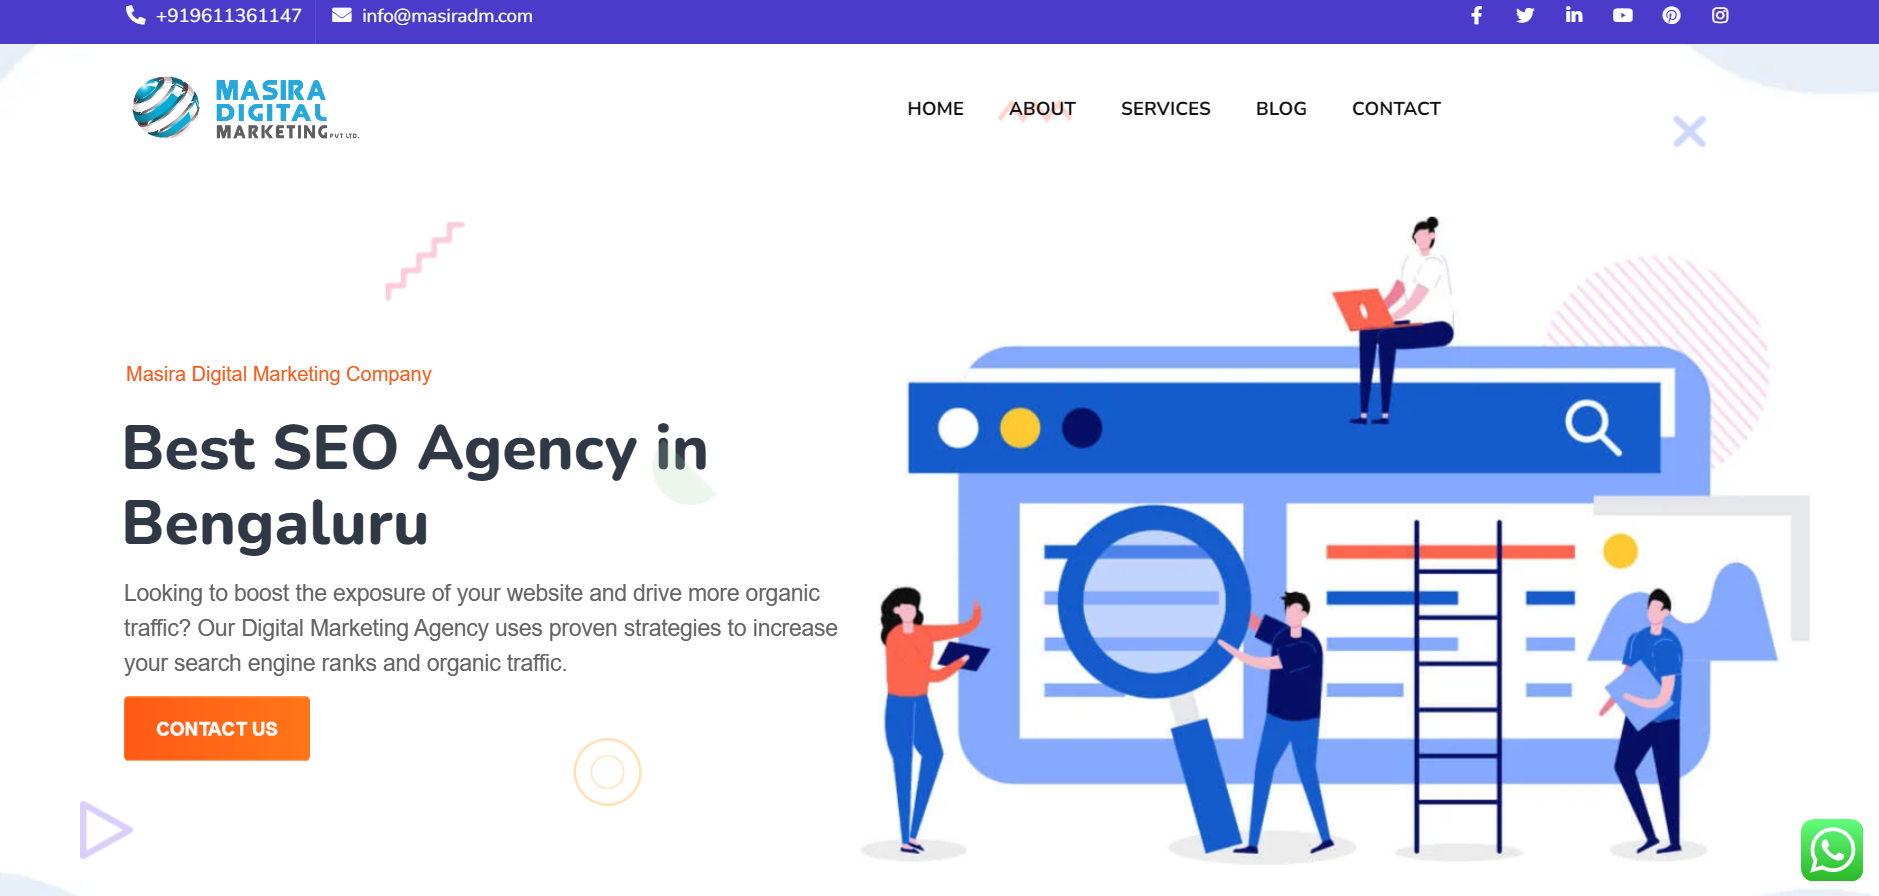 +919611361147
info@masiradm.com
MASIRA
DIGITAL
MARKETING PVT LTD.
HOME ABOUT SERVICES BLOG CONTACT
Masira Digital Marketing Company
Best SEO Agency in
Bengaluru
Looking to boost the exposure of your website and drive more organic
traffic? Our Digital Marketing Agency uses proven strategies to increase
your search engine ranks and organic traffic.
CONTACT US